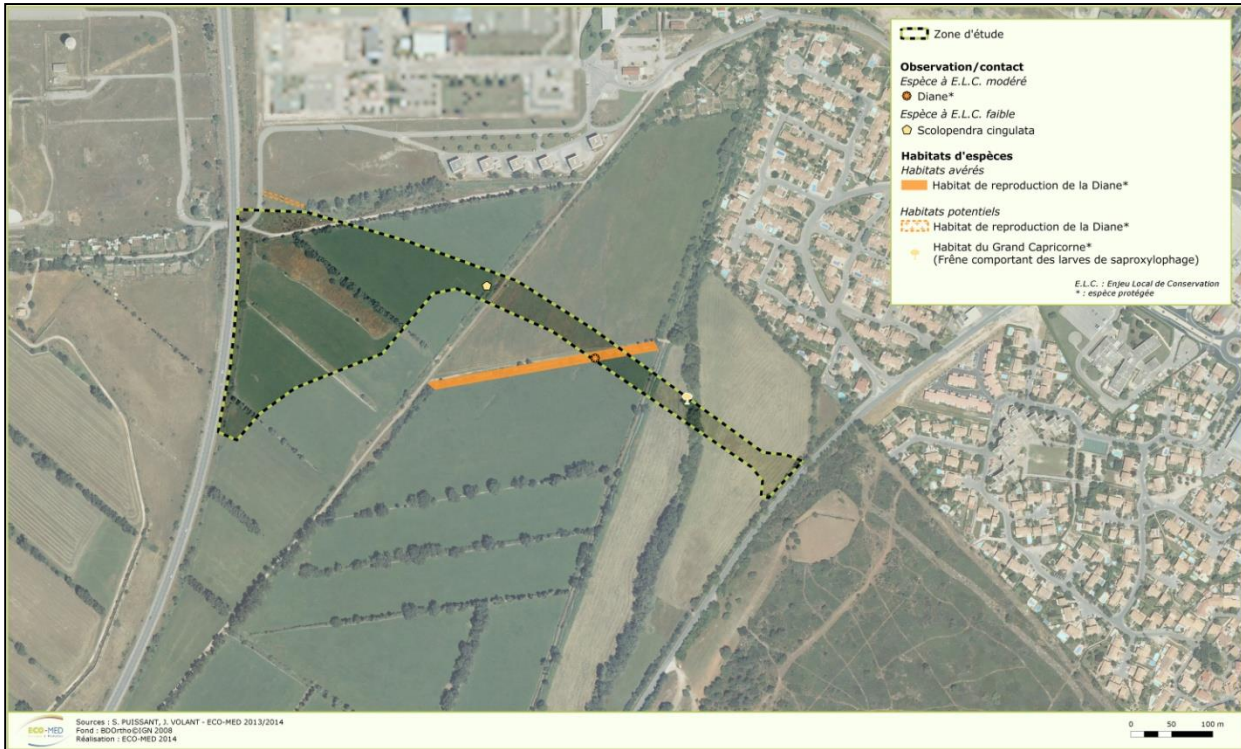 Zone d'étude
Observation/contact
Espèce à E.L.C. modéré
Diane*
Espèce à E.L.C. faible
Scolopendra cingulata
Habitats d'espèces
Habitats avérés
Habitat de reproduction de la Diane*
Habitats potentiels
Habitat de reproduction de la Diane*
Habitat du Grand Capricorne*
(Frêne comportant des larves de saproxylophage)
E.L.C. : Enjeu Local de Conservation
* : espèce protégée
ECO-MED
Sources : S. PUISSANT, J. VOLANT - ECO-MED 2013/2014
Fond : BDOrtho©IGN 2008
Réalisation : ECO-MED 2014
0 50 100 m